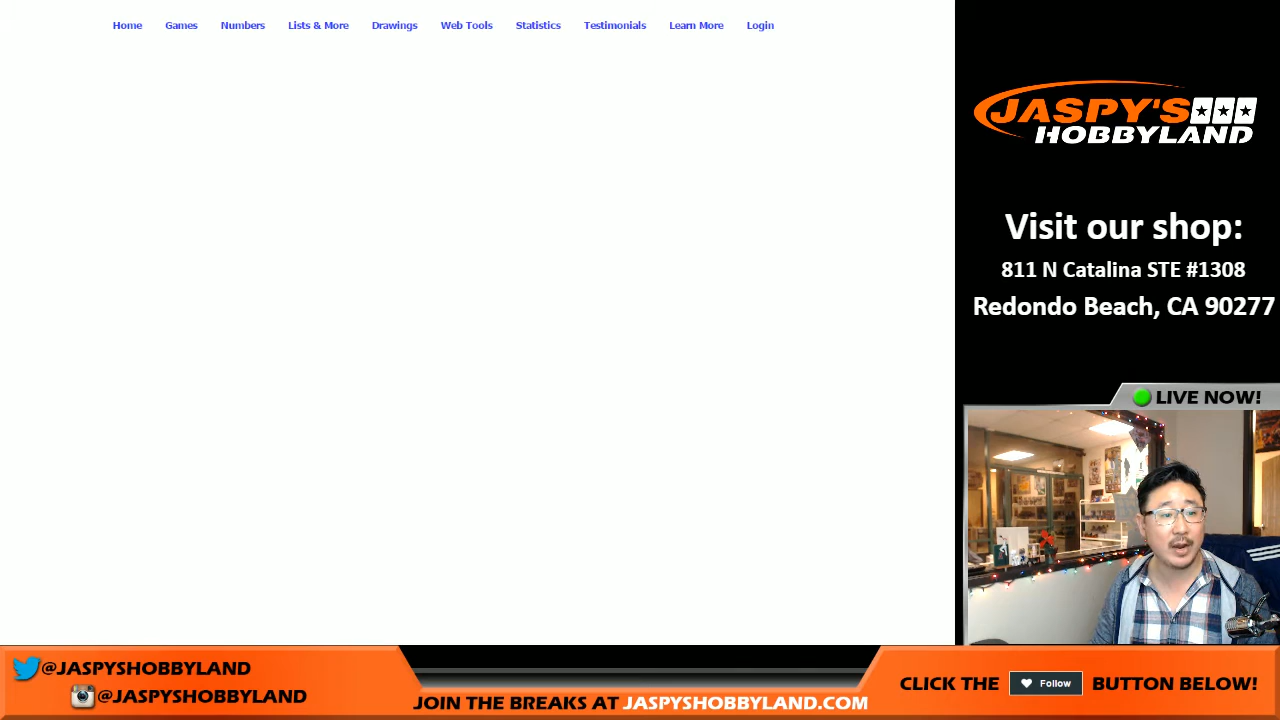 Home Games Numbers Lists & More Drawings Web Tools Statistics Testimonials Learn More Login
JASPY'S
HOBBYLAND
Visit our shop:
811 N Catalina STE #1308
Redondo Beach, CA 90277
LIVE NOW!
@JASPYSHOBBYLAND
@JASPYSHOBBYLAND
JOIN THE BREAKS AT JASPYSHOBBYLAND.COM
CLICK THE Follow BUTTON BELOW!